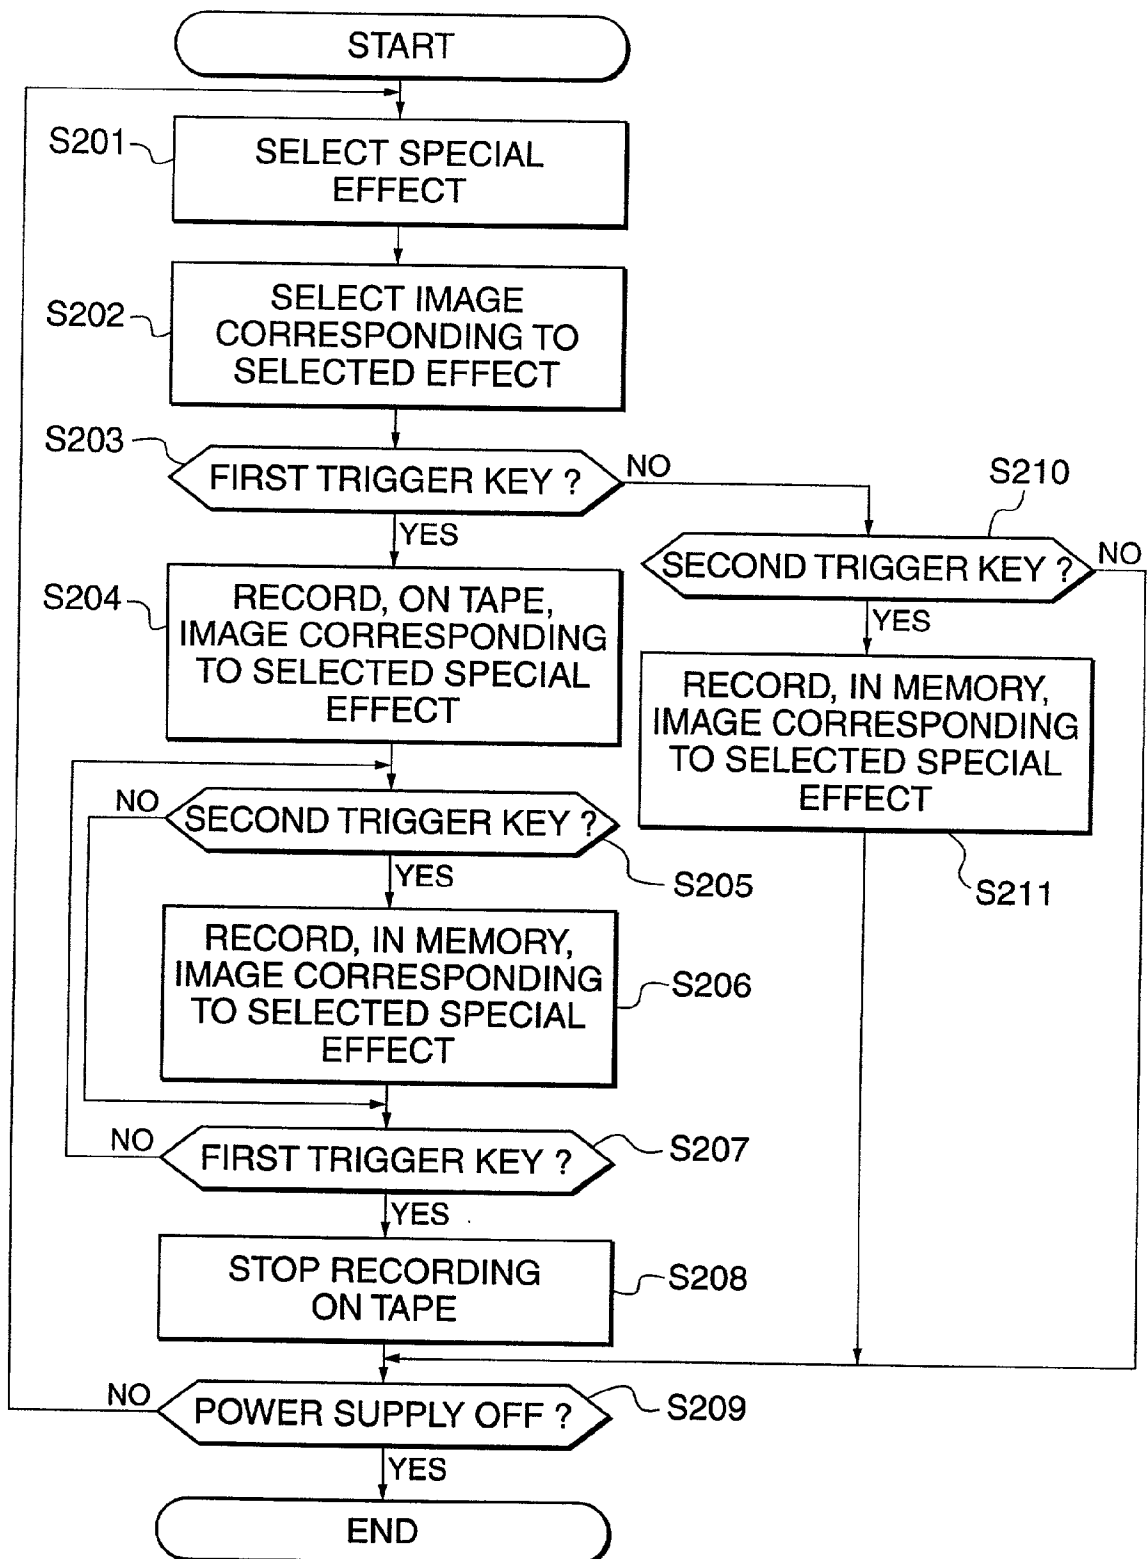 START
S201
SELECT SPECIAL
EFFECT
S202
SELECT IMAGE
CORRESPONDING TO
SELECTED EFFECT
S203
FIRST TRIGGER KEY ?
NO
YES
S210
SECOND TRIGGER KEY ?
NO
YES
S204
RECORD, ON TAPE,
IMAGE CORRESPONDING
TO SELECTED SPECIAL
EFFECT
RECORD, IN MEMORY,
IMAGE CORRESPONDING
TO SELECTED SPECIAL
EFFECT
S211
NO
SECOND TRIGGER KEY ?
YES
S205
RECORD, IN MEMORY,
IMAGE CORRESPONDING
TO SELECTED SPECIAL
EFFECT
S206
NO
FIRST TRIGGER KEY ?
S207
YES
STOP RECORDING
ON TAPE
S208
NO
POWER SUPPLY OFF ?
S209
YES
END